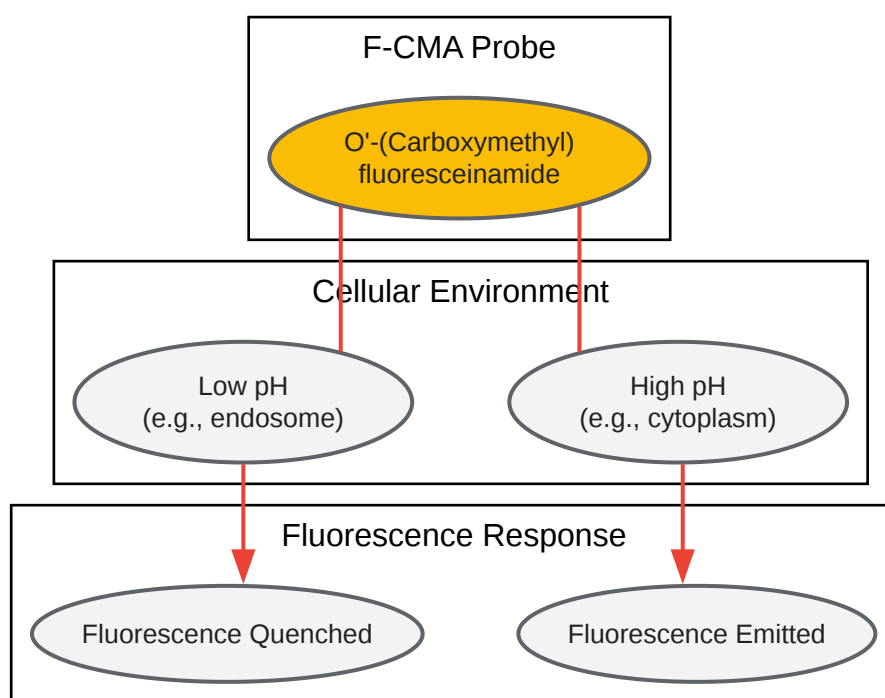 F-CMA Probe
O'-(Carboxymethyl)
fluoresceinamide
Cellular Environment
Low pH
(e.g., endosome)
High pH
(e.g., cytoplasm)
Fluorescence Response
Fluorescence Quenched
Fluorescence Emitted